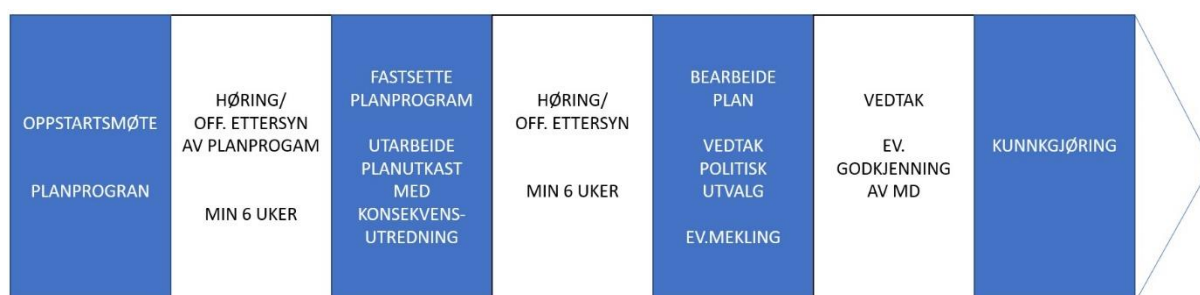 OPPSTARTSMØTE
PLANPROGRAN
HØRING/
OFF. ETTERSYN
AV PLANPROGAM
MIN 6 UKER
FASTSETTE
PLANPROGRAM
UTARBEIDE
PLANUTKAST
MED
KONSEKVENS-
UTREDNING
HØRING/
OFF. ETTERSYN
MIN 6 UKER
BEARBEIDE
PLAN
VEDTAK
POLITISK
UTVALG
EV.MEKLING
VEDTAK
EV.
GODKJENNING
AV MD
KUNNKGJØRING